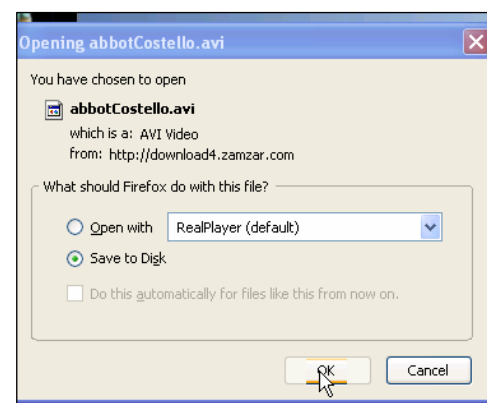 Opening abbotCostello.avi
You have chosen to open
abbotCostello.avi
which is a: AVI Video
from: http://download4.zamzar.com
What should Firefox do with this file?
Open with RealPlayer (default)
Save to Disk
Do this automatically for files like this from now on.
OK Cancel